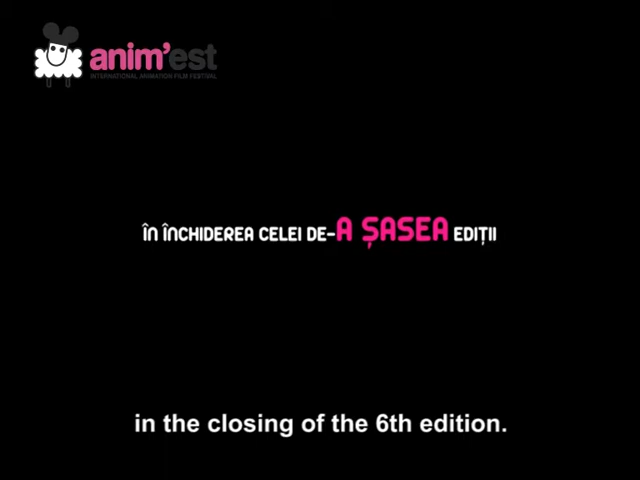 anim'est
INTERNATIONAL ANIMATION FILM FESTIVAL
ÎN ÎNCHIDEREA CELEI DE-A ȘASEA EDIȚII
in the closing of the 6th edition.